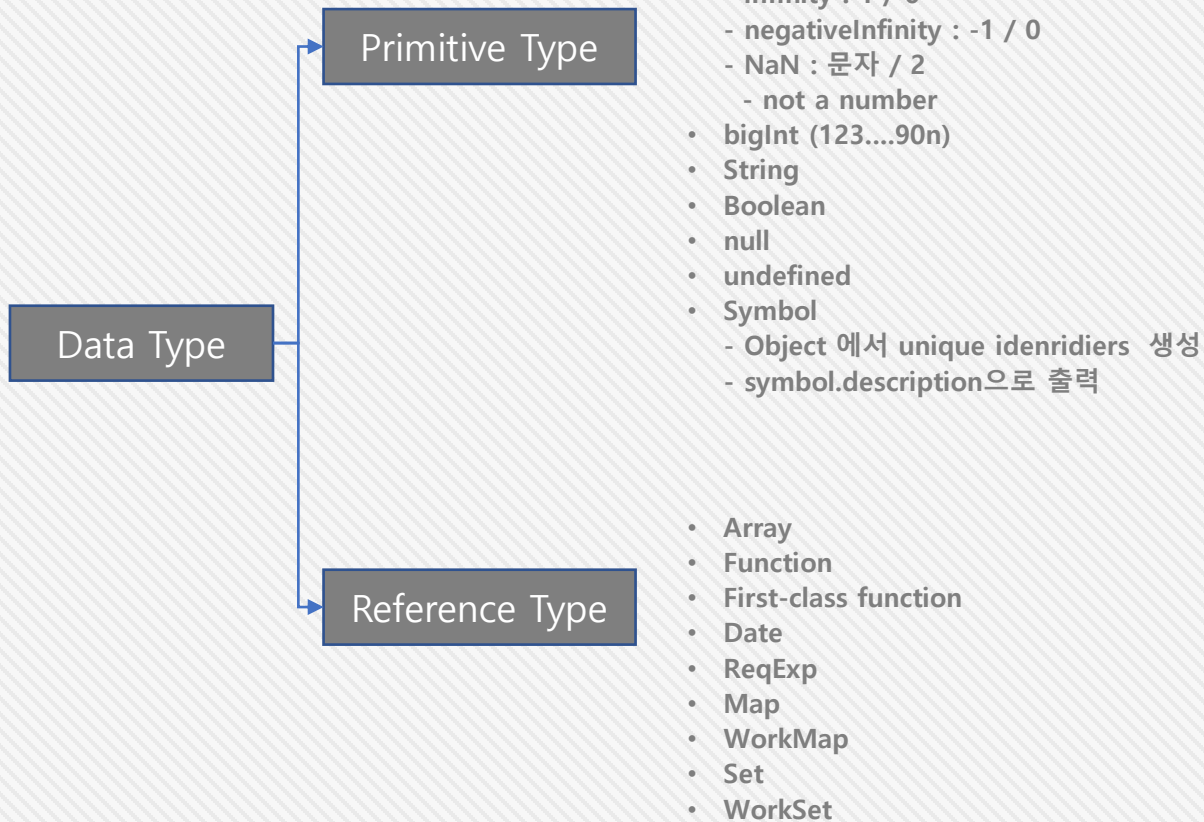 Data Type
Primitive Type
- infinity : 1 / 0
- negativeInfinity : -1 / 0
- NaN : 문자 / 2
- not a number
• bigInt (123....90n)
• String
• Boolean
• null
• undefined
• Symbol
- Object 에서 unique idenridiers 생성
- symbol.description으로 출력
Reference Type
• Array
• Function
• First-class function
• Date
• ReqExp
• Map
• WorkMap
• Set
• WorkSet